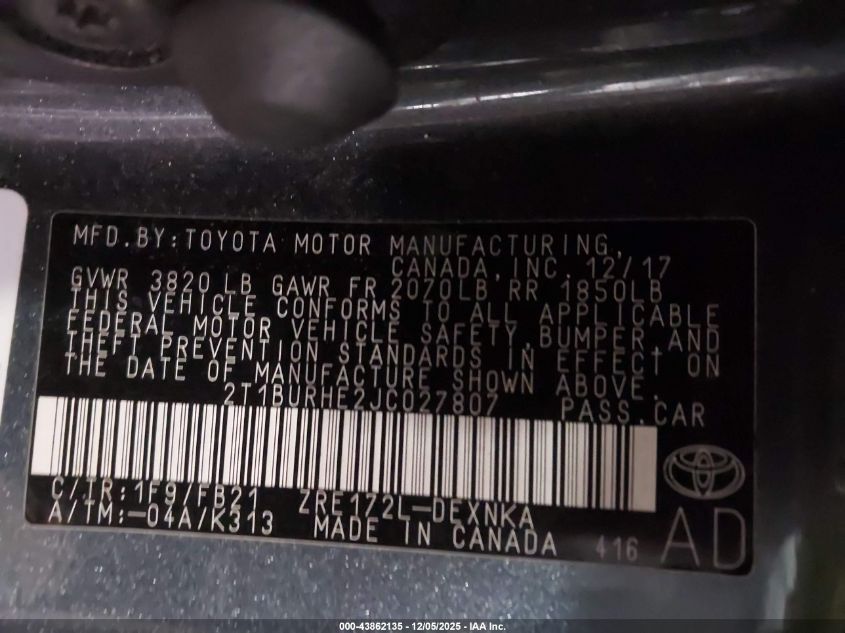 MFD.BY:TOYOTA MOTOR MANUFACTURING,
CANADA,INC. 12/17
GVWR 3820 LB GAWR FR 2070LB RR 1850LB
THIS VEHICLE CONFORMS TO ALL APPLICABLE
FEDERAL MOTOR VEHICLE SAFETY,BUMPER,AND
THEFT PREVENTION STANDARDS IN EFFECT ON
THE DATE OF MANUFACTURE SHOWN ABOVE.
2T1BURHE2JC027807 PASS.CAR
C/TR:1F9/FB21 ZRE172L-DEXNKA
A/TM:-04A/K313 MADE IN CANADA 416 AD
000-43862135 - 12/05/2025 - IAA Inc.